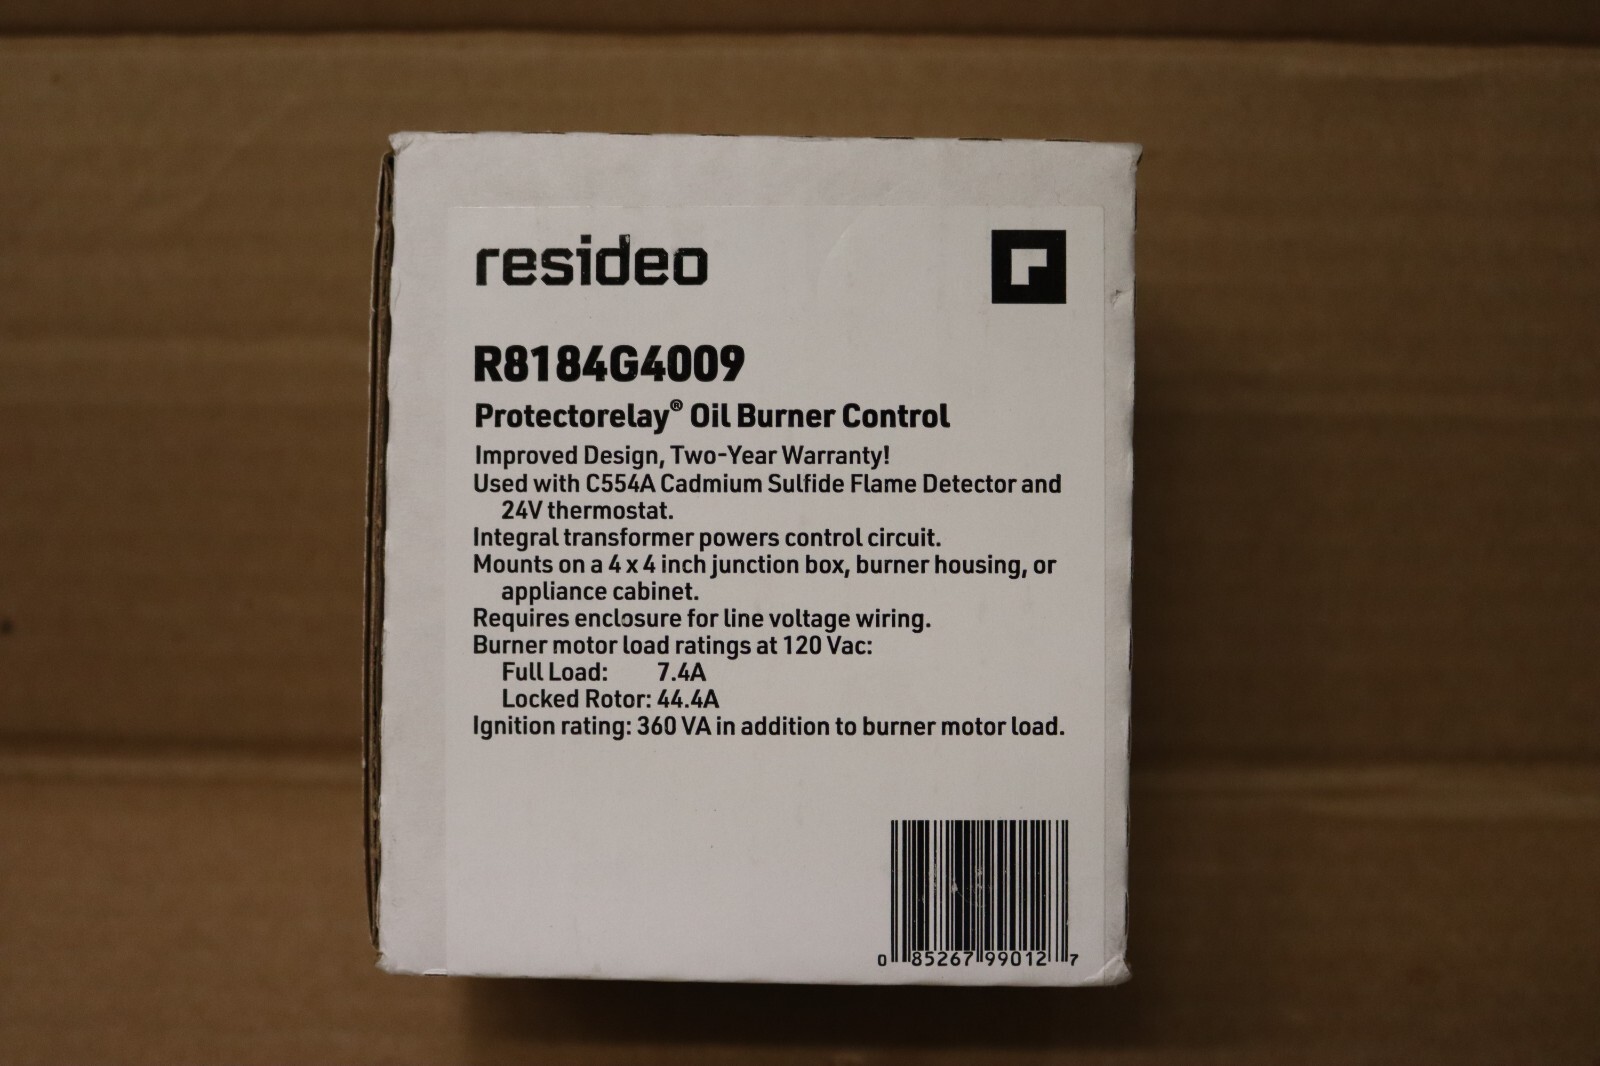 resideo
R8184G4009
Protectorelay® Oil Burner Control
Improved Design, Two-Year Warranty!
Used with C554A Cadmium Sulfide Flame Detector and
24V thermostat.
Integral transformer powers control circuit.
Mounts on a 4 x 4 inch junction box, burner housing, or
appliance cabinet.
Requires enclosure for line voltage wiring.
Burner motor load ratings at 120 Vac:
Full Load: 7.4A
Locked Rotor: 44.4A
Ignition rating: 360 VA in addition to burner motor load.
0 85267 99012 7